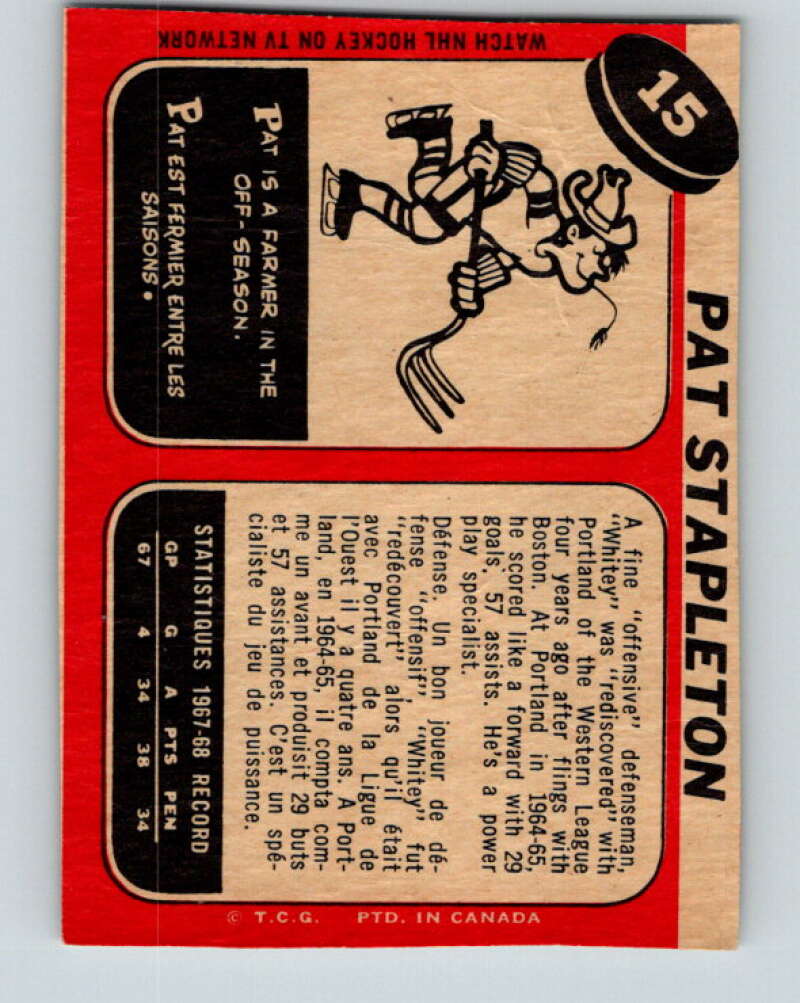 15
PAT STAPLETON
WATCH NHL HOCKEY ON TV NETWORK
PAT IS A FARMER IN THE
OFF-SEASON.
PAT EST FERMIER ENTRE LES
SAISONS.
A fine "offensive" defenseman,
"Whitey" was "rediscovered" with
Portland of the Western League
four years ago after flings with
Boston. At Portland in 1964-65,
he scored like a forward with 29
goals, 57 assists. He's a power
play specialist.
Défense. Un bon joueur de dé-
fense "offensif", "Whitey" fut
"redécouvert" alors qu'il était
avec Portland de la Ligue de
l'Ouest il y a quatre ans. A Port-
land, en 1964-65, il compta com-
me un avant et produisit 29 buts
et 57 assistances. C'est un spé-
cialiste du jeu de puissance.
STATISTIQUES 1967-68 RECORD
GP G A PTS PEN
67 4 34 38 34
© T.C.G. PTD. IN CANADA